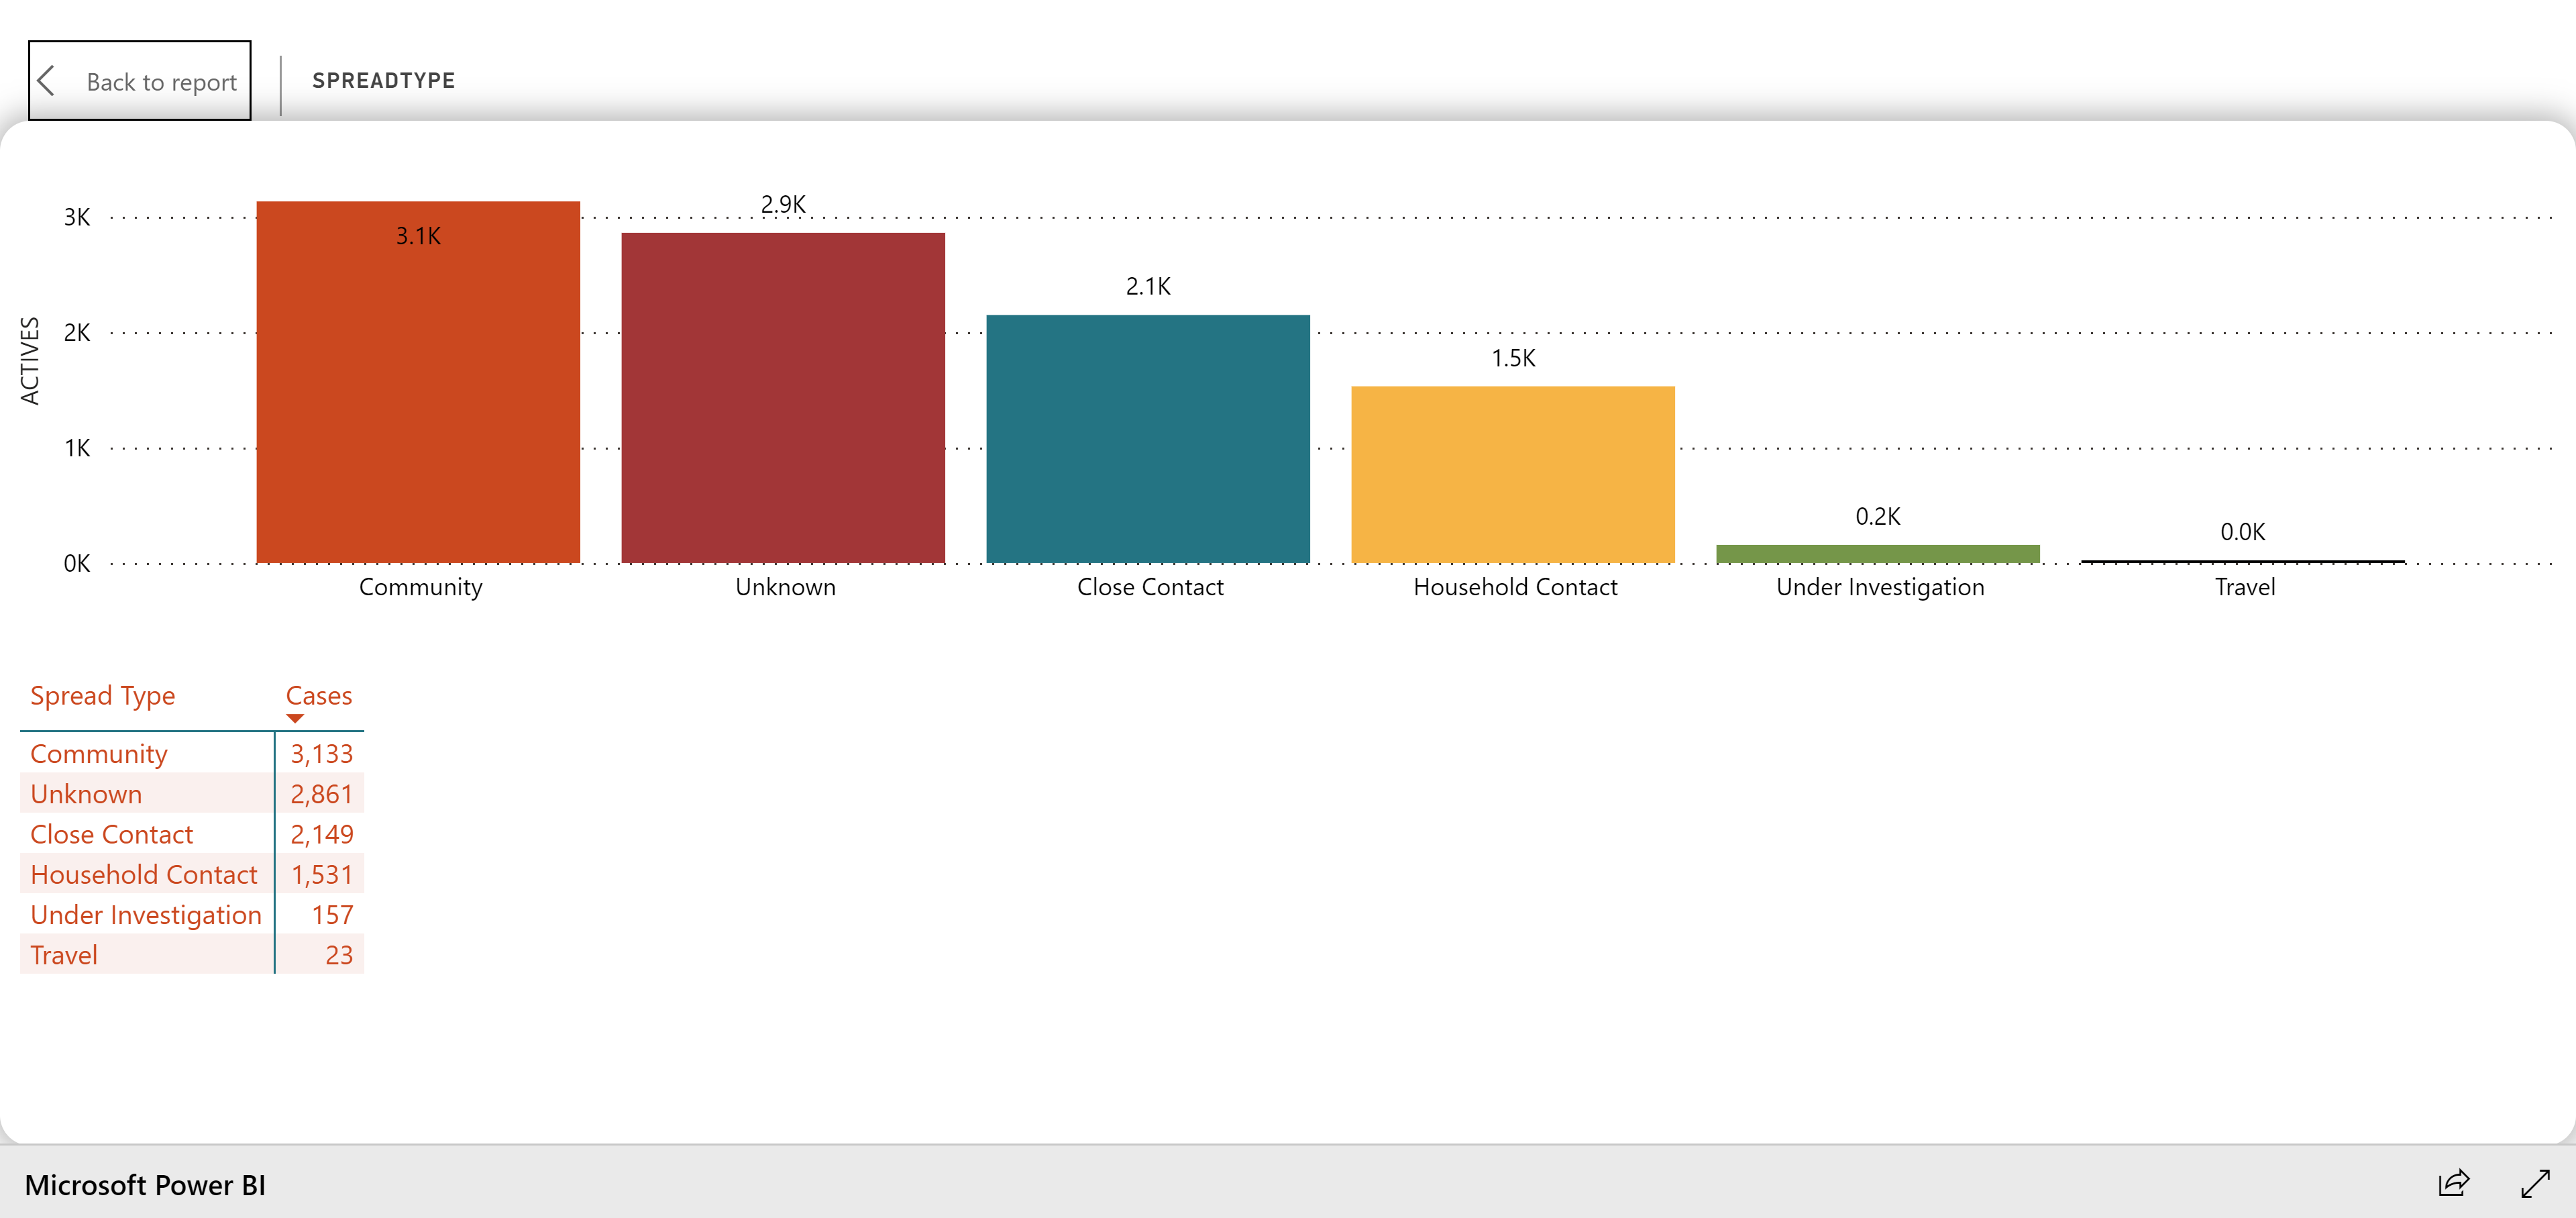 Back to report
SPREADTYPE
ACTIVES
3K
2K
1K
0K
3.1K
2.9K
2.1K
1.5K
0.2K
0.0K
Community
Unknown
Close Contact
Household Contact
Under Investigation
Travel
Spread Type Cases
Community 3,133
Unknown 2,861
Close Contact 2,149
Household Contact 1,531
Under Investigation 157
Travel 23
Microsoft Power BI